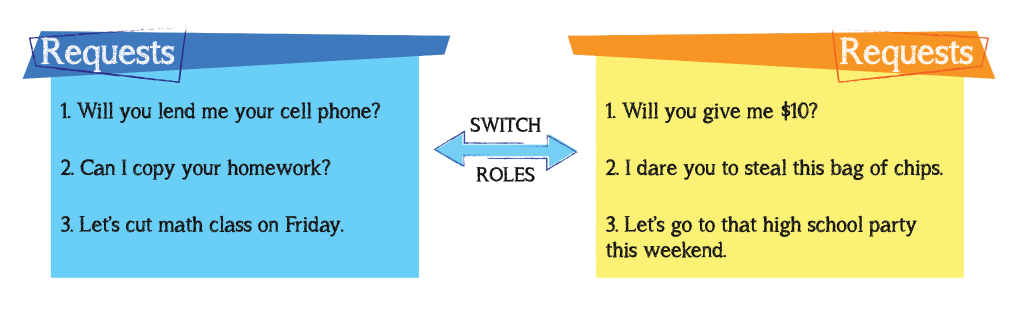 Requests
1. Will you lend me your cell phone?
2. Can I copy your homework?
3. Let's cut math class on Friday.
SWITCH
ROLES
Requests
1. Will you give me $10?
2. I dare you to steal this bag of chips.
3. Let's go to that high school party
this weekend.